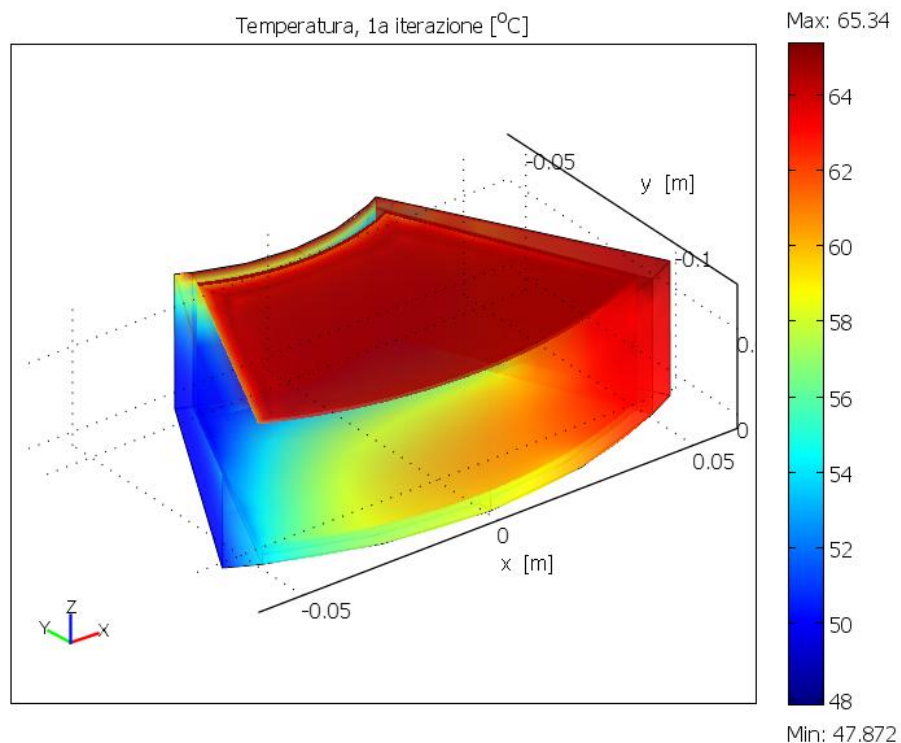 Temperatura, 1a iterazione [°C]
Max: 65.34
64
62
60
58
56
54
52
50
48
Min: 47.872
-0.05
y [m]
-0.1
0.
0
0.05
0
x [m]
-0.05
Z
Y
X